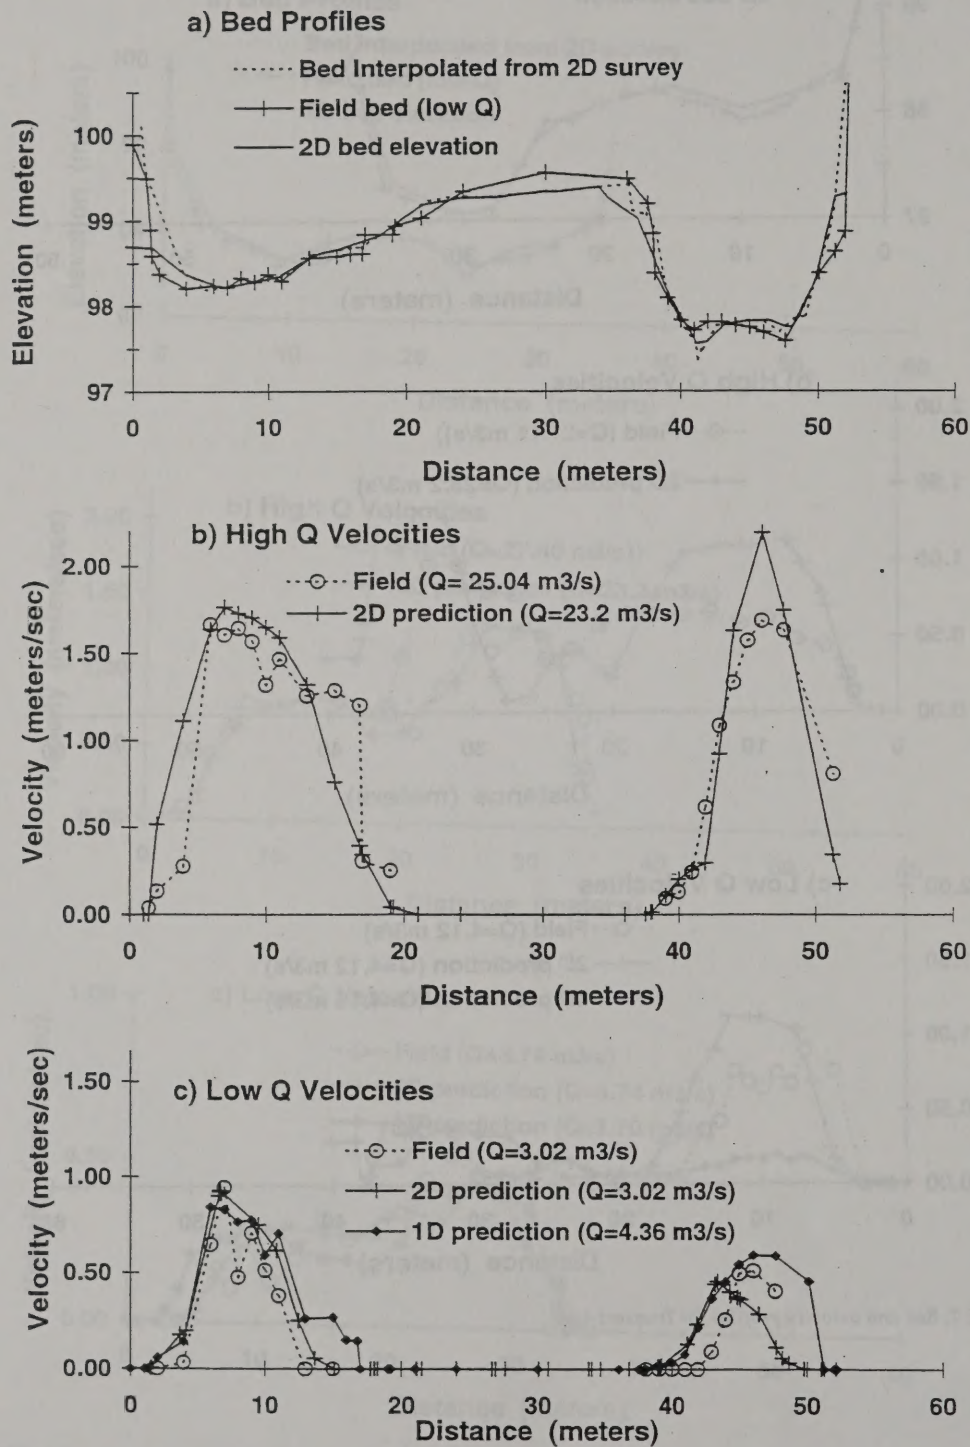 a) Bed Profiles
Bed Interpolated from 2D survey
Field bed (low Q)
2D bed elevation
Elevation (meters)
100
99
98
97
0 10 20 30 40 50 60
Distance (meters)
b) High Q Velocities
Field (Q= 25.04 m3/s)
2D prediction (Q=23.2 m3/s)
Velocity (meters/sec)
2.00
1.50
1.00
0.50
0.00
0 10 20 30 40 50 60
Distance (meters)
c) Low Q Velocities
Field (Q=3.02 m3/s)
2D prediction (Q=3.02 m3/s)
1D prediction (Q=4.36 m3/s)
Velocity (meters/sec)
1.50
1.00
0.50
0.00
0 10 20 30 40 50 60
Distance (meters)